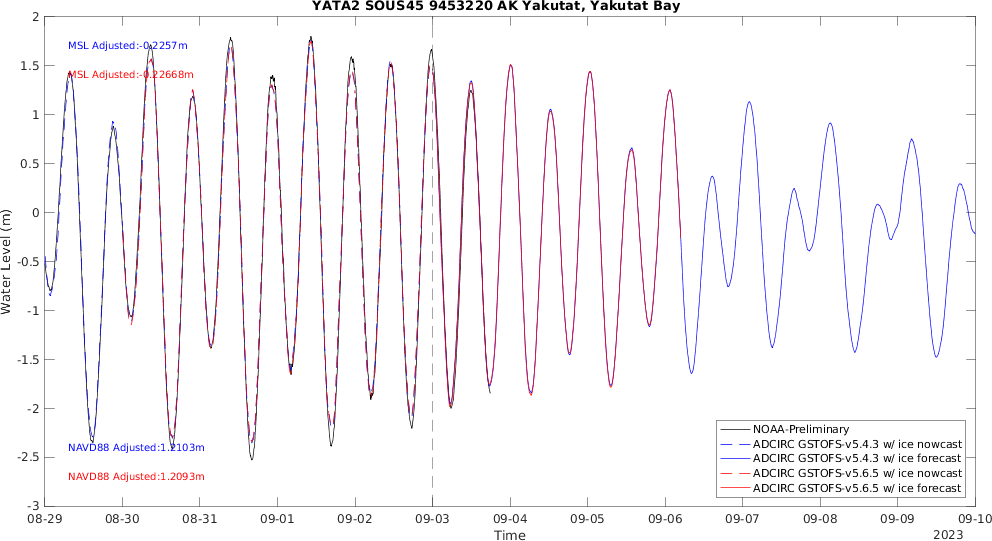 YATA2 SOUS45 9453220 AK Yakutat, Yakutat Bay
2
1.5
1
0.5
0
-0.5
-1
-1.5
-2
-2.5
-3
Water Level (m)
MSL Adjusted:-0.2257m
MSL Adjusted:-0.22668m
NAVD88 Adjusted:1.2103m
NAVD88 Adjusted:1.2093m
NOAA-Preliminary
ADCIRC GSTOFS-v5.4.3 w/ ice nowcast
ADCIRC GSTOFS-v5.4.3 w/ ice forecast
ADCIRC GSTOFS-v5.6.5 w/ ice nowcast
ADCIRC GSTOFS-v5.6.5 w/ ice forecast
08-29 08-30 08-31 09-01 09-02 09-03 09-04 09-05 09-06 09-07 09-08 09-09 09-10
Time
2023